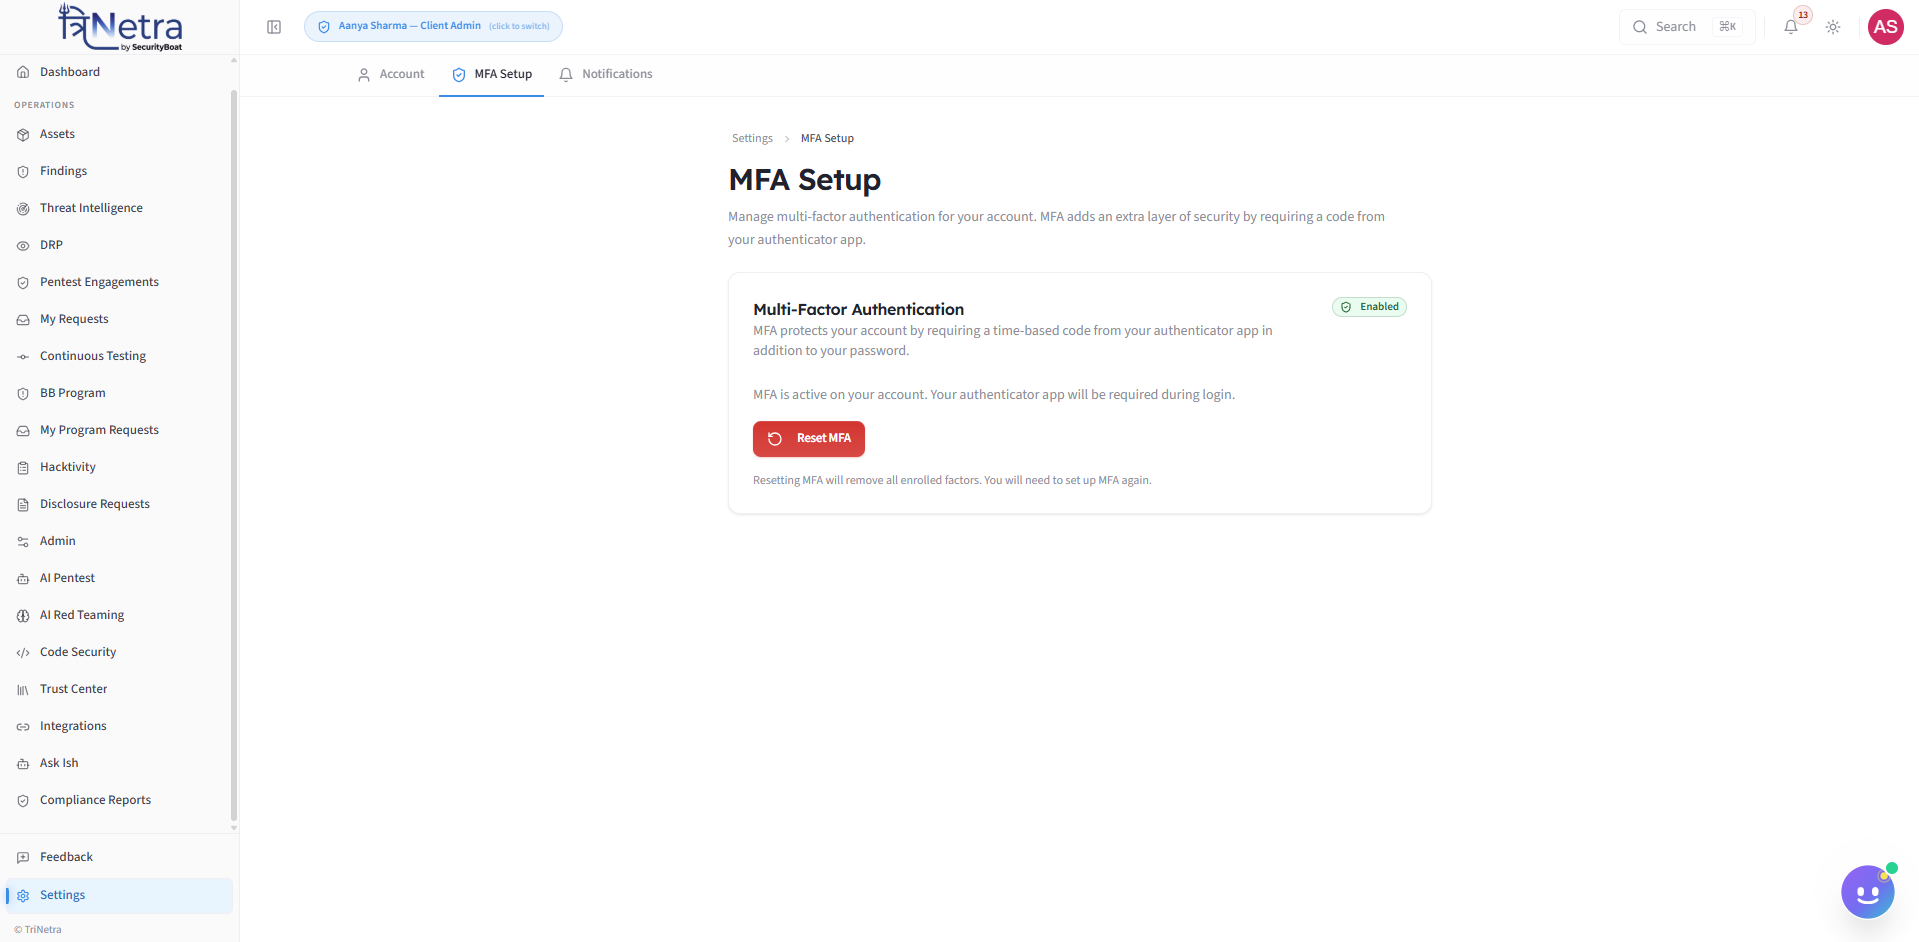 त्रिNetra
by SecurityBoat
Aanya Sharma — Client Admin (click to switch)
Search ⌘K
13
AS
Dashboard
OPERATIONS
Assets
Findings
Threat Intelligence
DRP
Pentest Engagements
My Requests
Continuous Testing
BB Program
My Program Requests
Hacktivity
Disclosure Requests
Admin
AI Pentest
AI Red Teaming
Code Security
Trust Center
Integrations
Ask Ish
Compliance Reports
Feedback
Settings
© TriNetra
Account
MFA Setup
Notifications
Settings > MFA Setup
MFA Setup
Manage multi-factor authentication for your account. MFA adds an extra layer of security by requiring a code from
your authenticator app.
Multi-Factor Authentication
Enabled
MFA protects your account by requiring a time-based code from your authenticator app in
addition to your password.
MFA is active on your account. Your authenticator app will be required during login.
Reset MFA
Resetting MFA will remove all enrolled factors. You will need to set up MFA again.